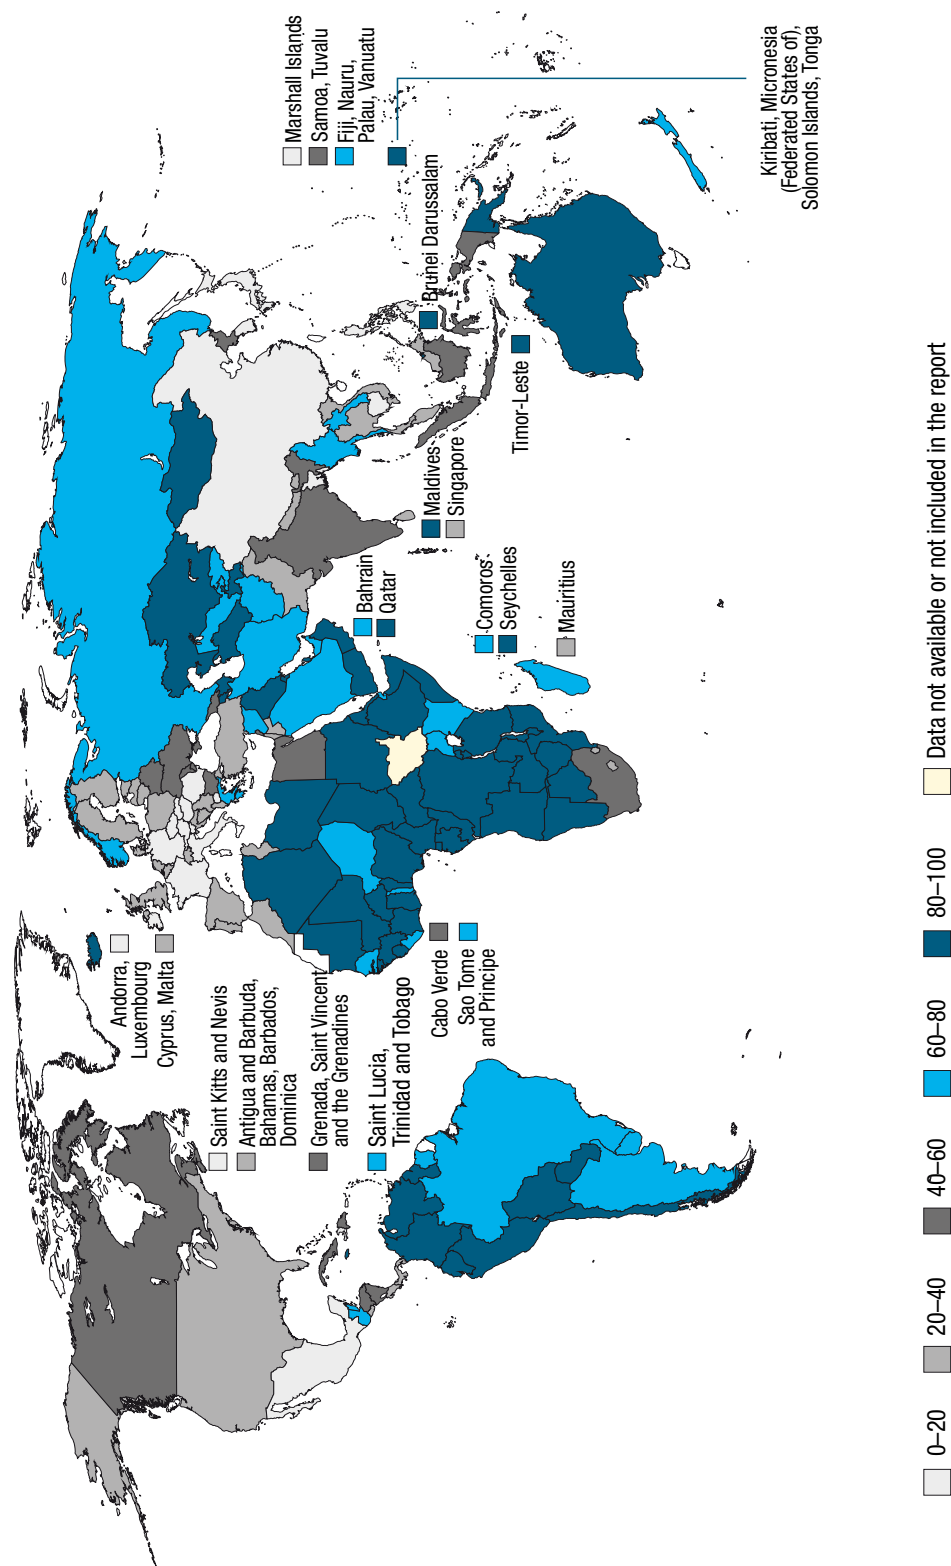 Andorra,
Luxembourg
Cyprus, Malta
Saint Kitts and Nevis
Antigua and Barbuda,
Bahamas, Barbados,
Dominica
Grenada, Saint Vincent
and the Grenadines
Saint Lucia,
Trinidad and Tobago
Cabo Verde
Sao Tome
and Principe
Bahrain
Qatar
Comoros
Seychelles
Mauritius
Maldives
Singapore
Timor-Leste
Brunei Darussalam
Marshall Islands
Samoa, Tuvalu
Fiji, Nauru,
Palau, Vanuatu
Kiribati, Micronesia
(Federated States of),
Solomon Islands, Tonga
0–20
20–40
40–60
60–80
80–100
Data not available or not included in the report